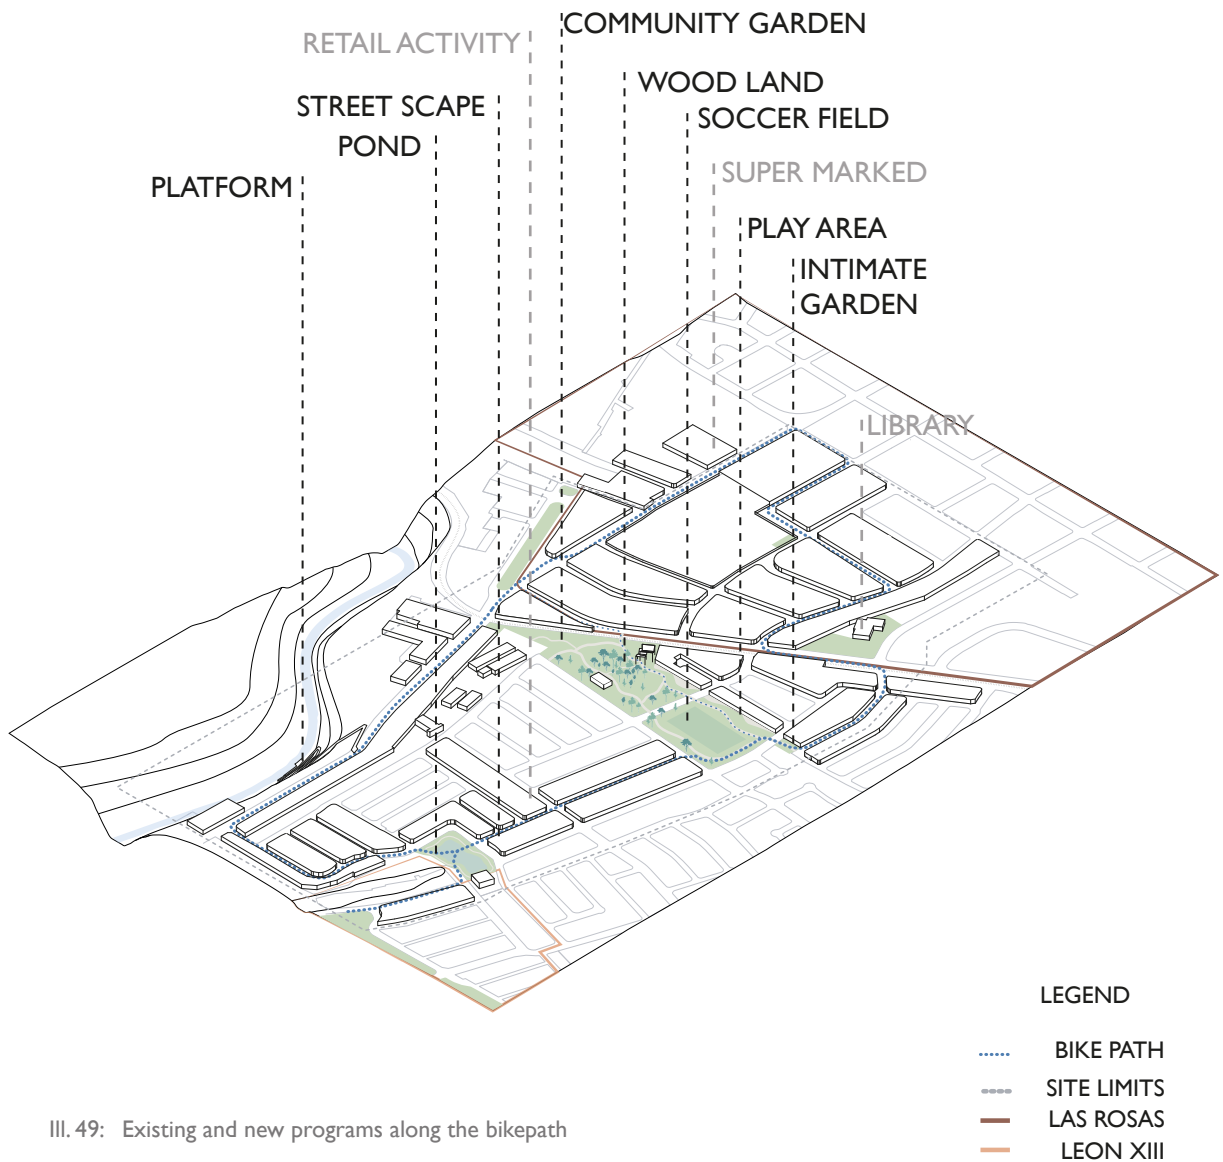 COMMUNITY GARDEN
RETAIL ACTIVITY
WOOD LAND
STREET SCAPE
SOCCER FIELD
POND
SUPER MARKED
PLATFORM
PLAY AREA
INTIMATE
GARDEN
LIBRARY
LEGEND
BIKE PATH
SITE LIMITS
LAS ROSAS
LEON XIII
Ill. 49: Existing and new programs along the bikepath